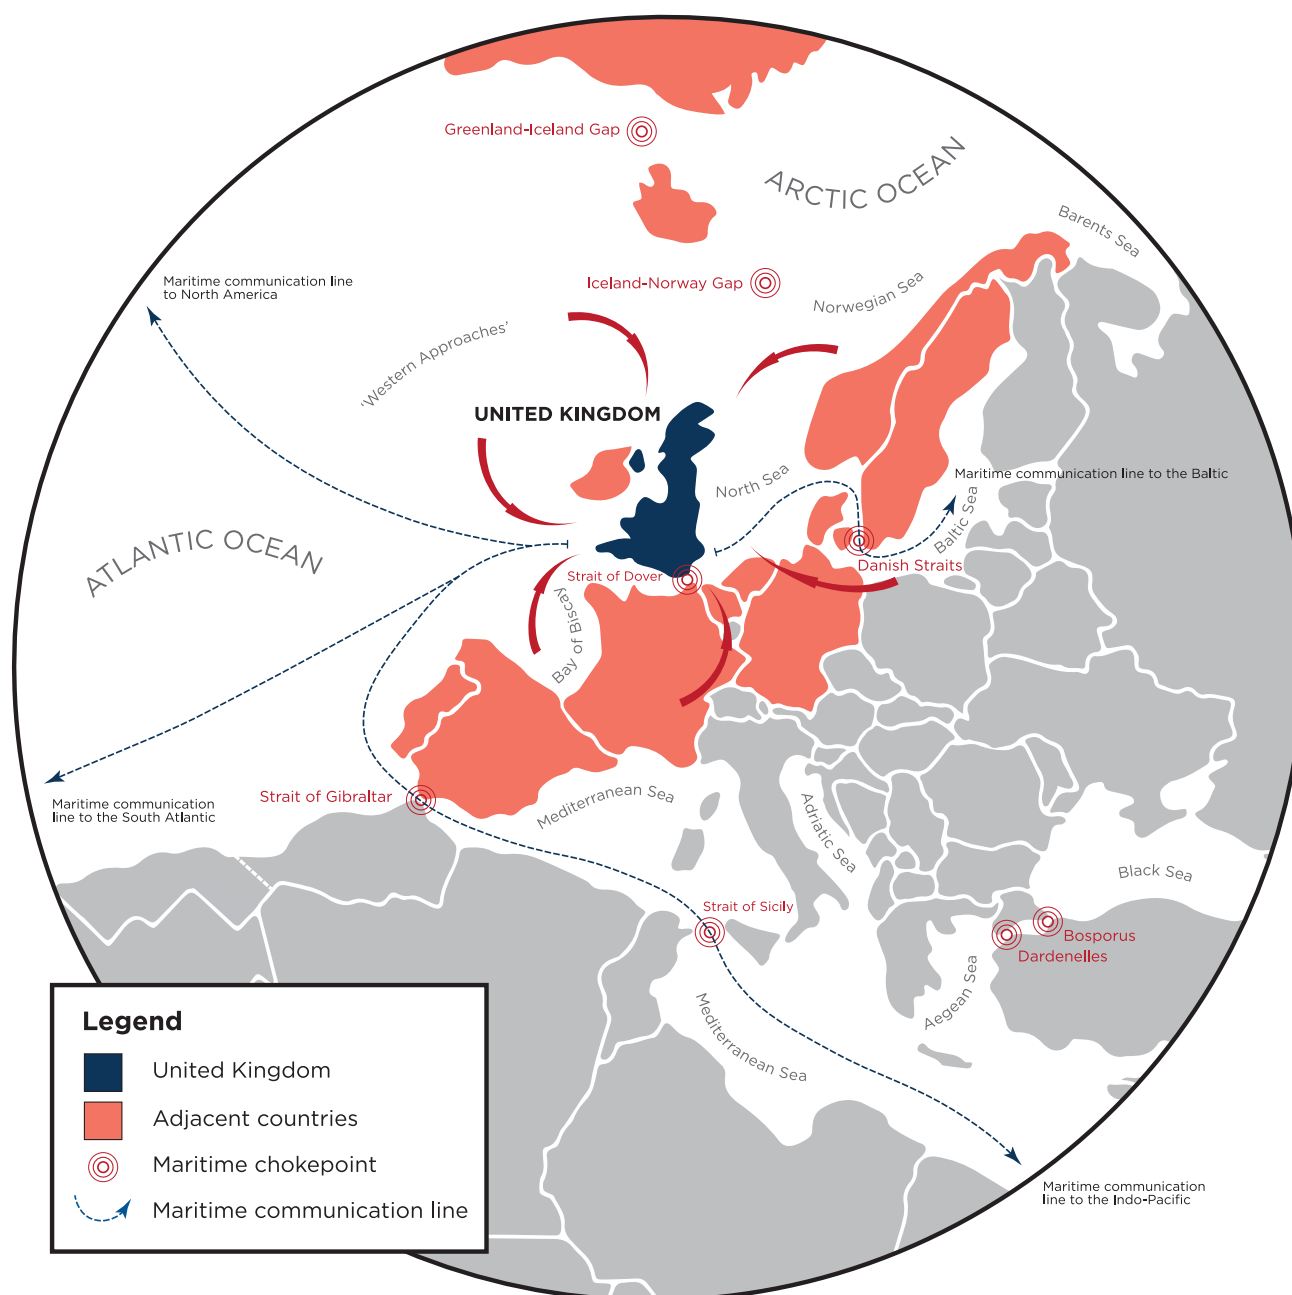 Greenland-Iceland Gap
ARCTIC OCEAN
Barents Sea
Maritime communication line
to North America
Iceland-Norway Gap
Norwegian Sea
'Western Approaches'
UNITED KINGDOM
North Sea
Maritime communication line to the Baltic
Baltic Sea
ATLANTIC OCEAN
Strait of Dover
Danish Straits
Bay of Biscay
Maritime communication
line to the South Atlantic
Strait of Gibraltar
Mediterranean Sea
Adriatic Sea
Black Sea
Strait of Sicily
Bosporus
Dardenelles
Aegean Sea
Mediterranean Sea
Maritime communication
line to the Indo-Pacific
Legend
United Kingdom
Adjacent countries
Maritime chokepoint
Maritime communication line